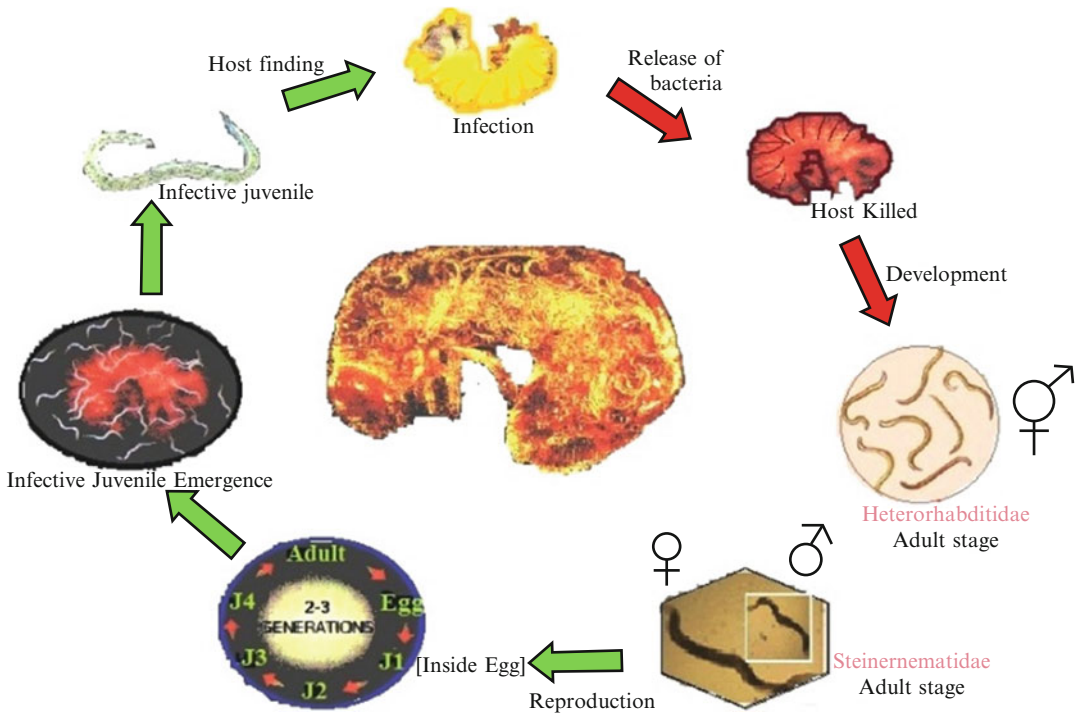 Host finding
Infection
Release of
bacteria
Infective juvenile
Host Killed
Development
Infective Juvenile Emergence
Heterorhabditidae
Adult stage
Adult
Egg
J1
J2
J3
J4
2-3
GENERATIONS
[Inside Egg]
Reproduction
Steinernematidae
Adult stage